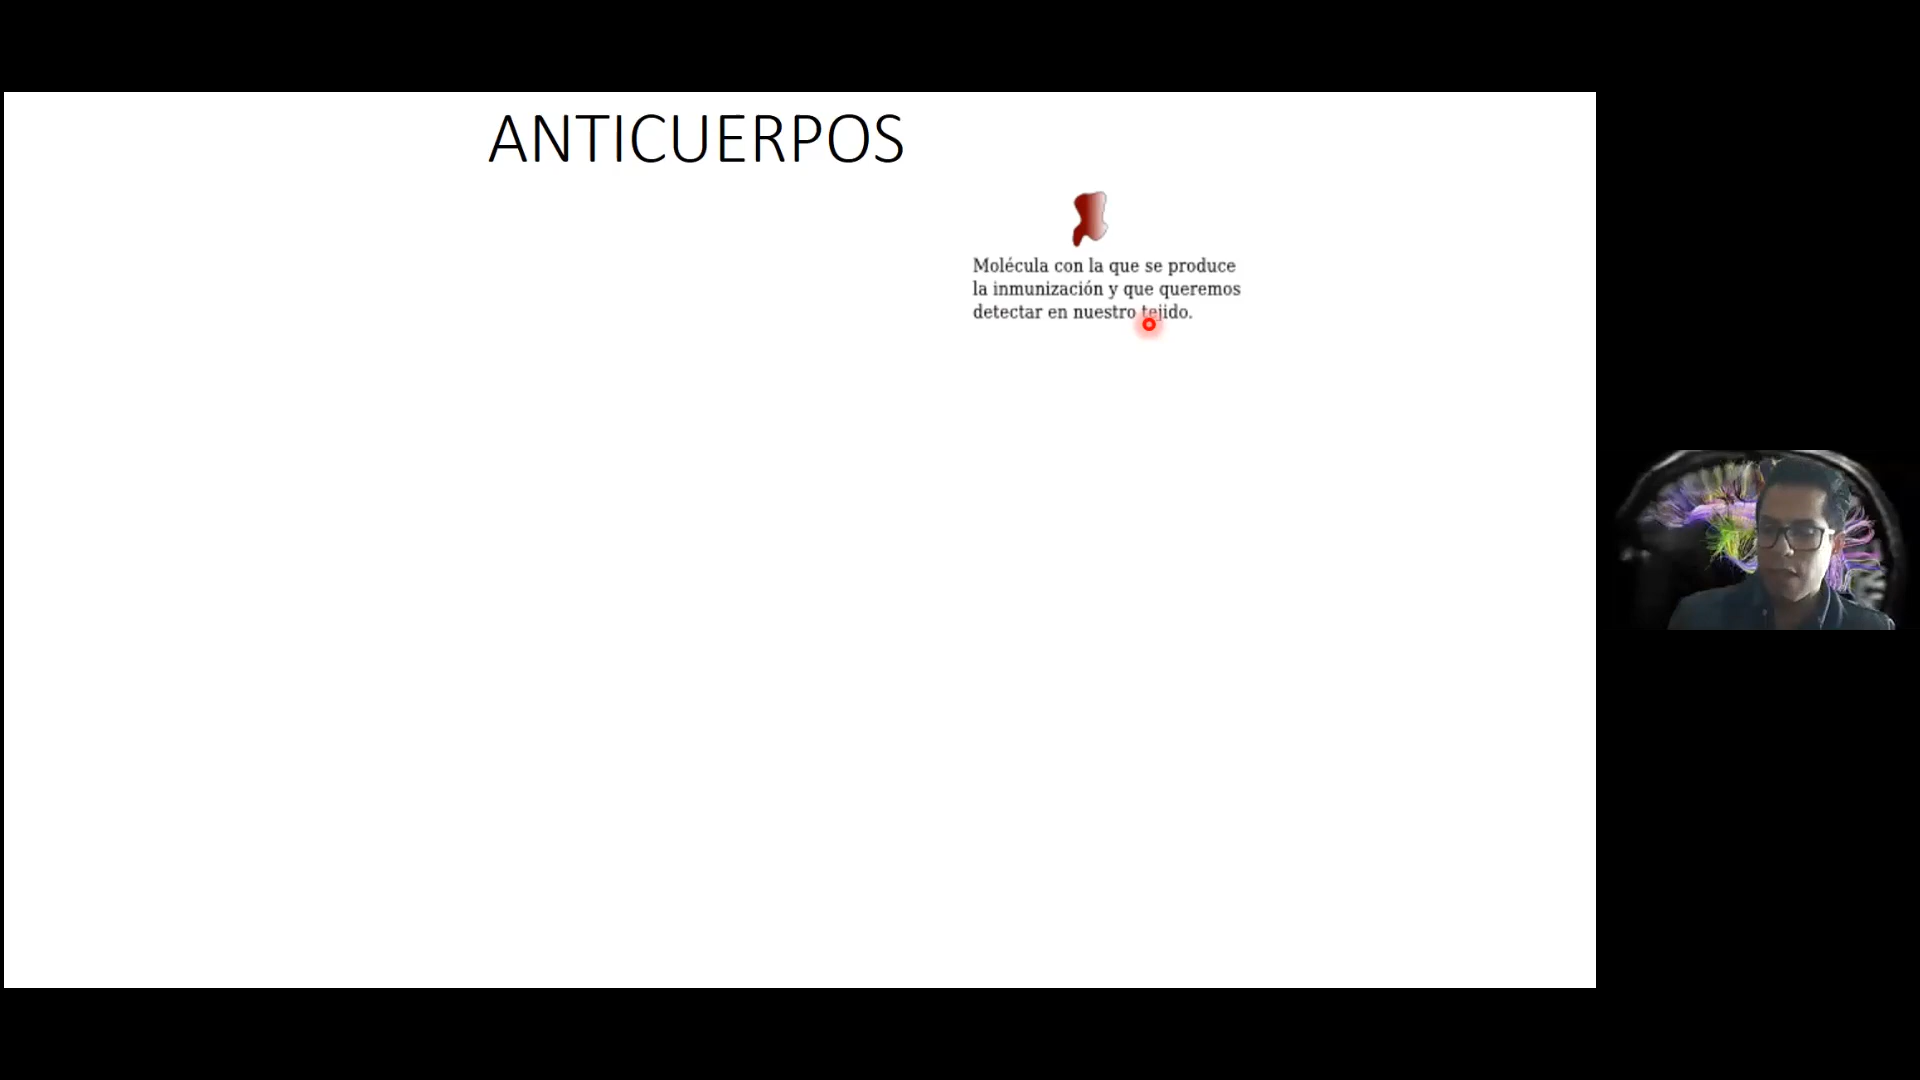 ANTICUERPOS
Molécula con la que se produce
la inmunización y que queremos
detectar en nuestro tejido.